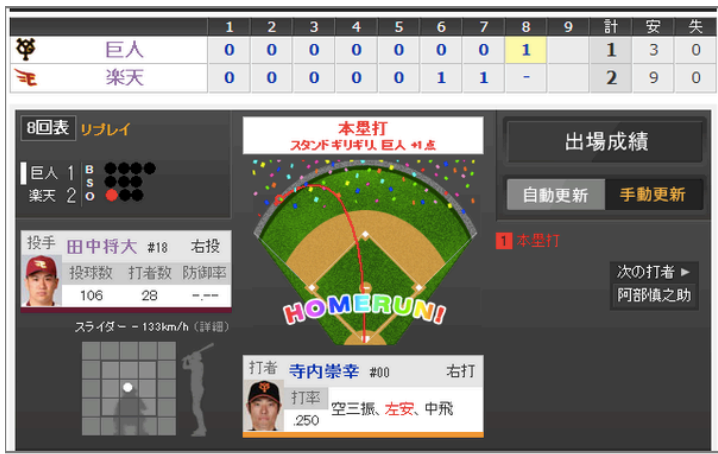 1 2 3 4 5 6 7 8 9 計 安 失
巨人 0 0 0 0 0 0 0 1 1 3 0
楽天 0 0 0 0 0 1 1 - 2 9 0
8回表 リプレイ
巨人 1 B
S
楽天 2 O
本塁打
スタンドギリギリ、巨人 +1点
出場成績
自動更新 手動更新
投手 田中将大 #18 右投
投球数 打者数 防御率
106 28 -.--
1 本塁打
次の打者 ▶
阿部慎之助
HOMERUN!
スライダー - 133km/h (詳細)
打者 寺内崇幸 #00 右打
打率
.250
空三振、左安、中飛